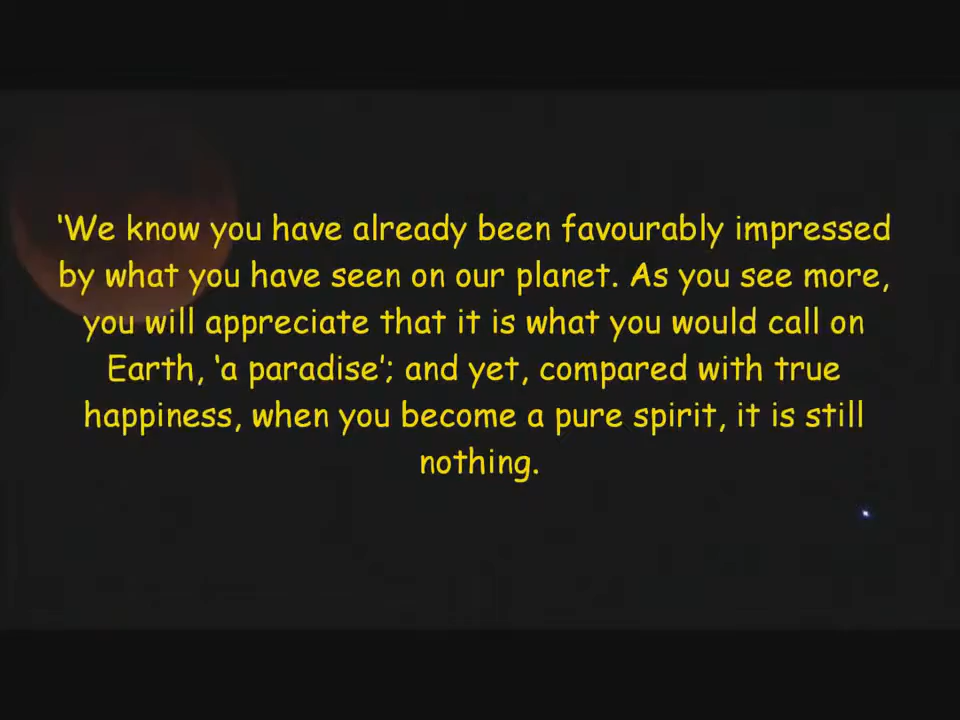 ‘We know you have already been favourably impressed
by what you have seen on our planet. As you see more,
you will appreciate that it is what you would call on
Earth, ‘a paradise’; and yet, compared with true
happiness, when you become a pure spirit, it is still
nothing.